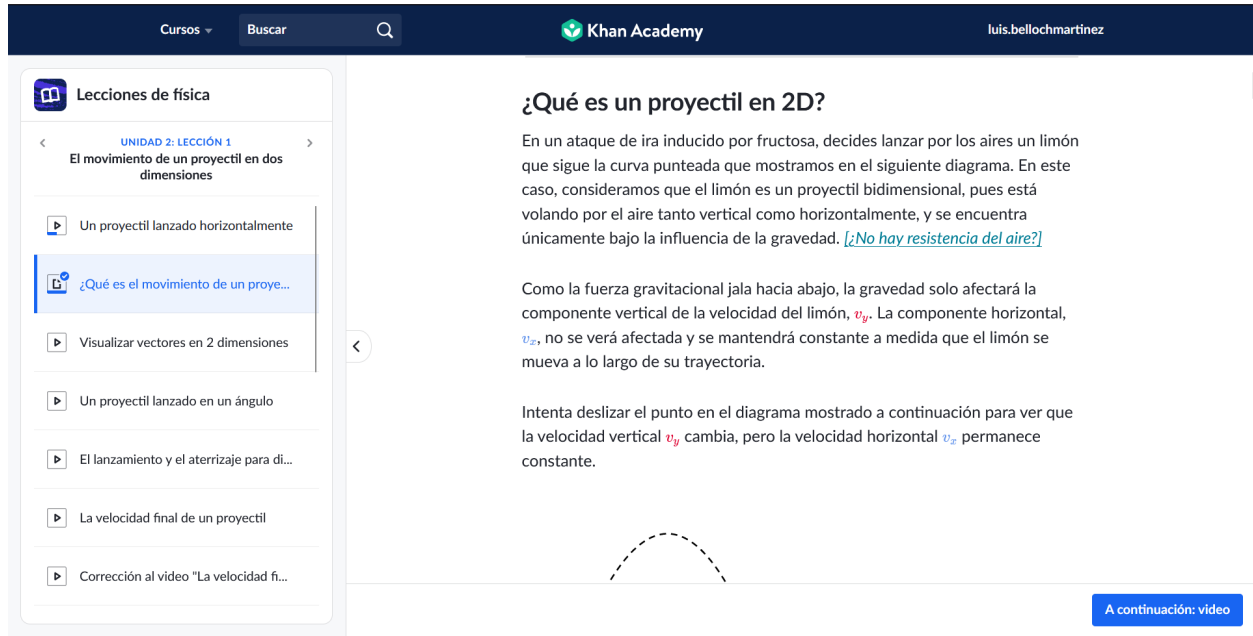 Cursos
Buscar
Khan Academy
luis.bellochmartinez
Lecciones de física
UNIDAD 2: LECCIÓN 1
El movimiento de un proyectil en dos
dimensiones
Un proyectil lanzado horizontalmente
¿Qué es el movimiento de un proye...
Visualizar vectores en 2 dimensiones
Un proyectil lanzado en un ángulo
El lanzamiento y el aterrizaje para di...
La velocidad final de un proyectil
Corrección al video "La velocidad fi...
¿Qué es un proyectil en 2D?
En un ataque de ira inducido por fructosa, decides lanzar por los aires un limón
que sigue la curva punteada que mostramos en el siguiente diagrama. En este
caso, consideramos que el limón es un proyectil bidimensional, pues está
volando por el aire tanto vertical como horizontalmente, y se encuentra
únicamente bajo la influencia de la gravedad. [¿No hay resistencia del aire?]
Como la fuerza gravitacional jala hacia abajo, la gravedad solo afectará la
componente vertical de la velocidad del limón, v_y. La componente horizontal,
v_x, no se verá afectada y se mantendrá constante a medida que el limón se
mueva a lo largo de su trayectoria.
Intenta deslizar el punto en el diagrama mostrado a continuación para ver que
la velocidad vertical v_y cambia, pero la velocidad horizontal v_x permanece
constante.
A continuación: video